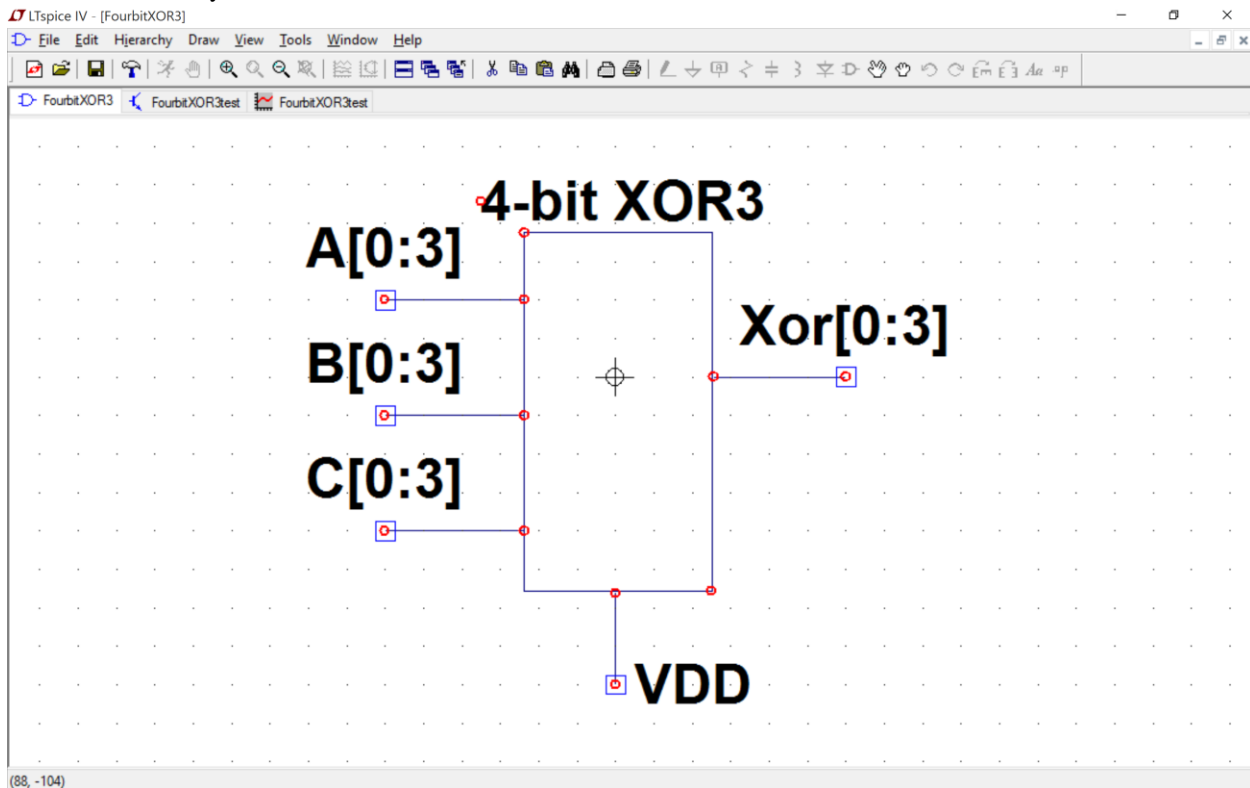 LTspice IV - [FourbitXOR3]
File Edit Hierarchy Draw View Tools Window Help
FourbitXOR3 FourbitXOR3test FourbitXOR3test
4-bit XOR3
A[0:3]
Xor[0:3]
B[0:3]
C[0:3]
VDD
(88, -104)